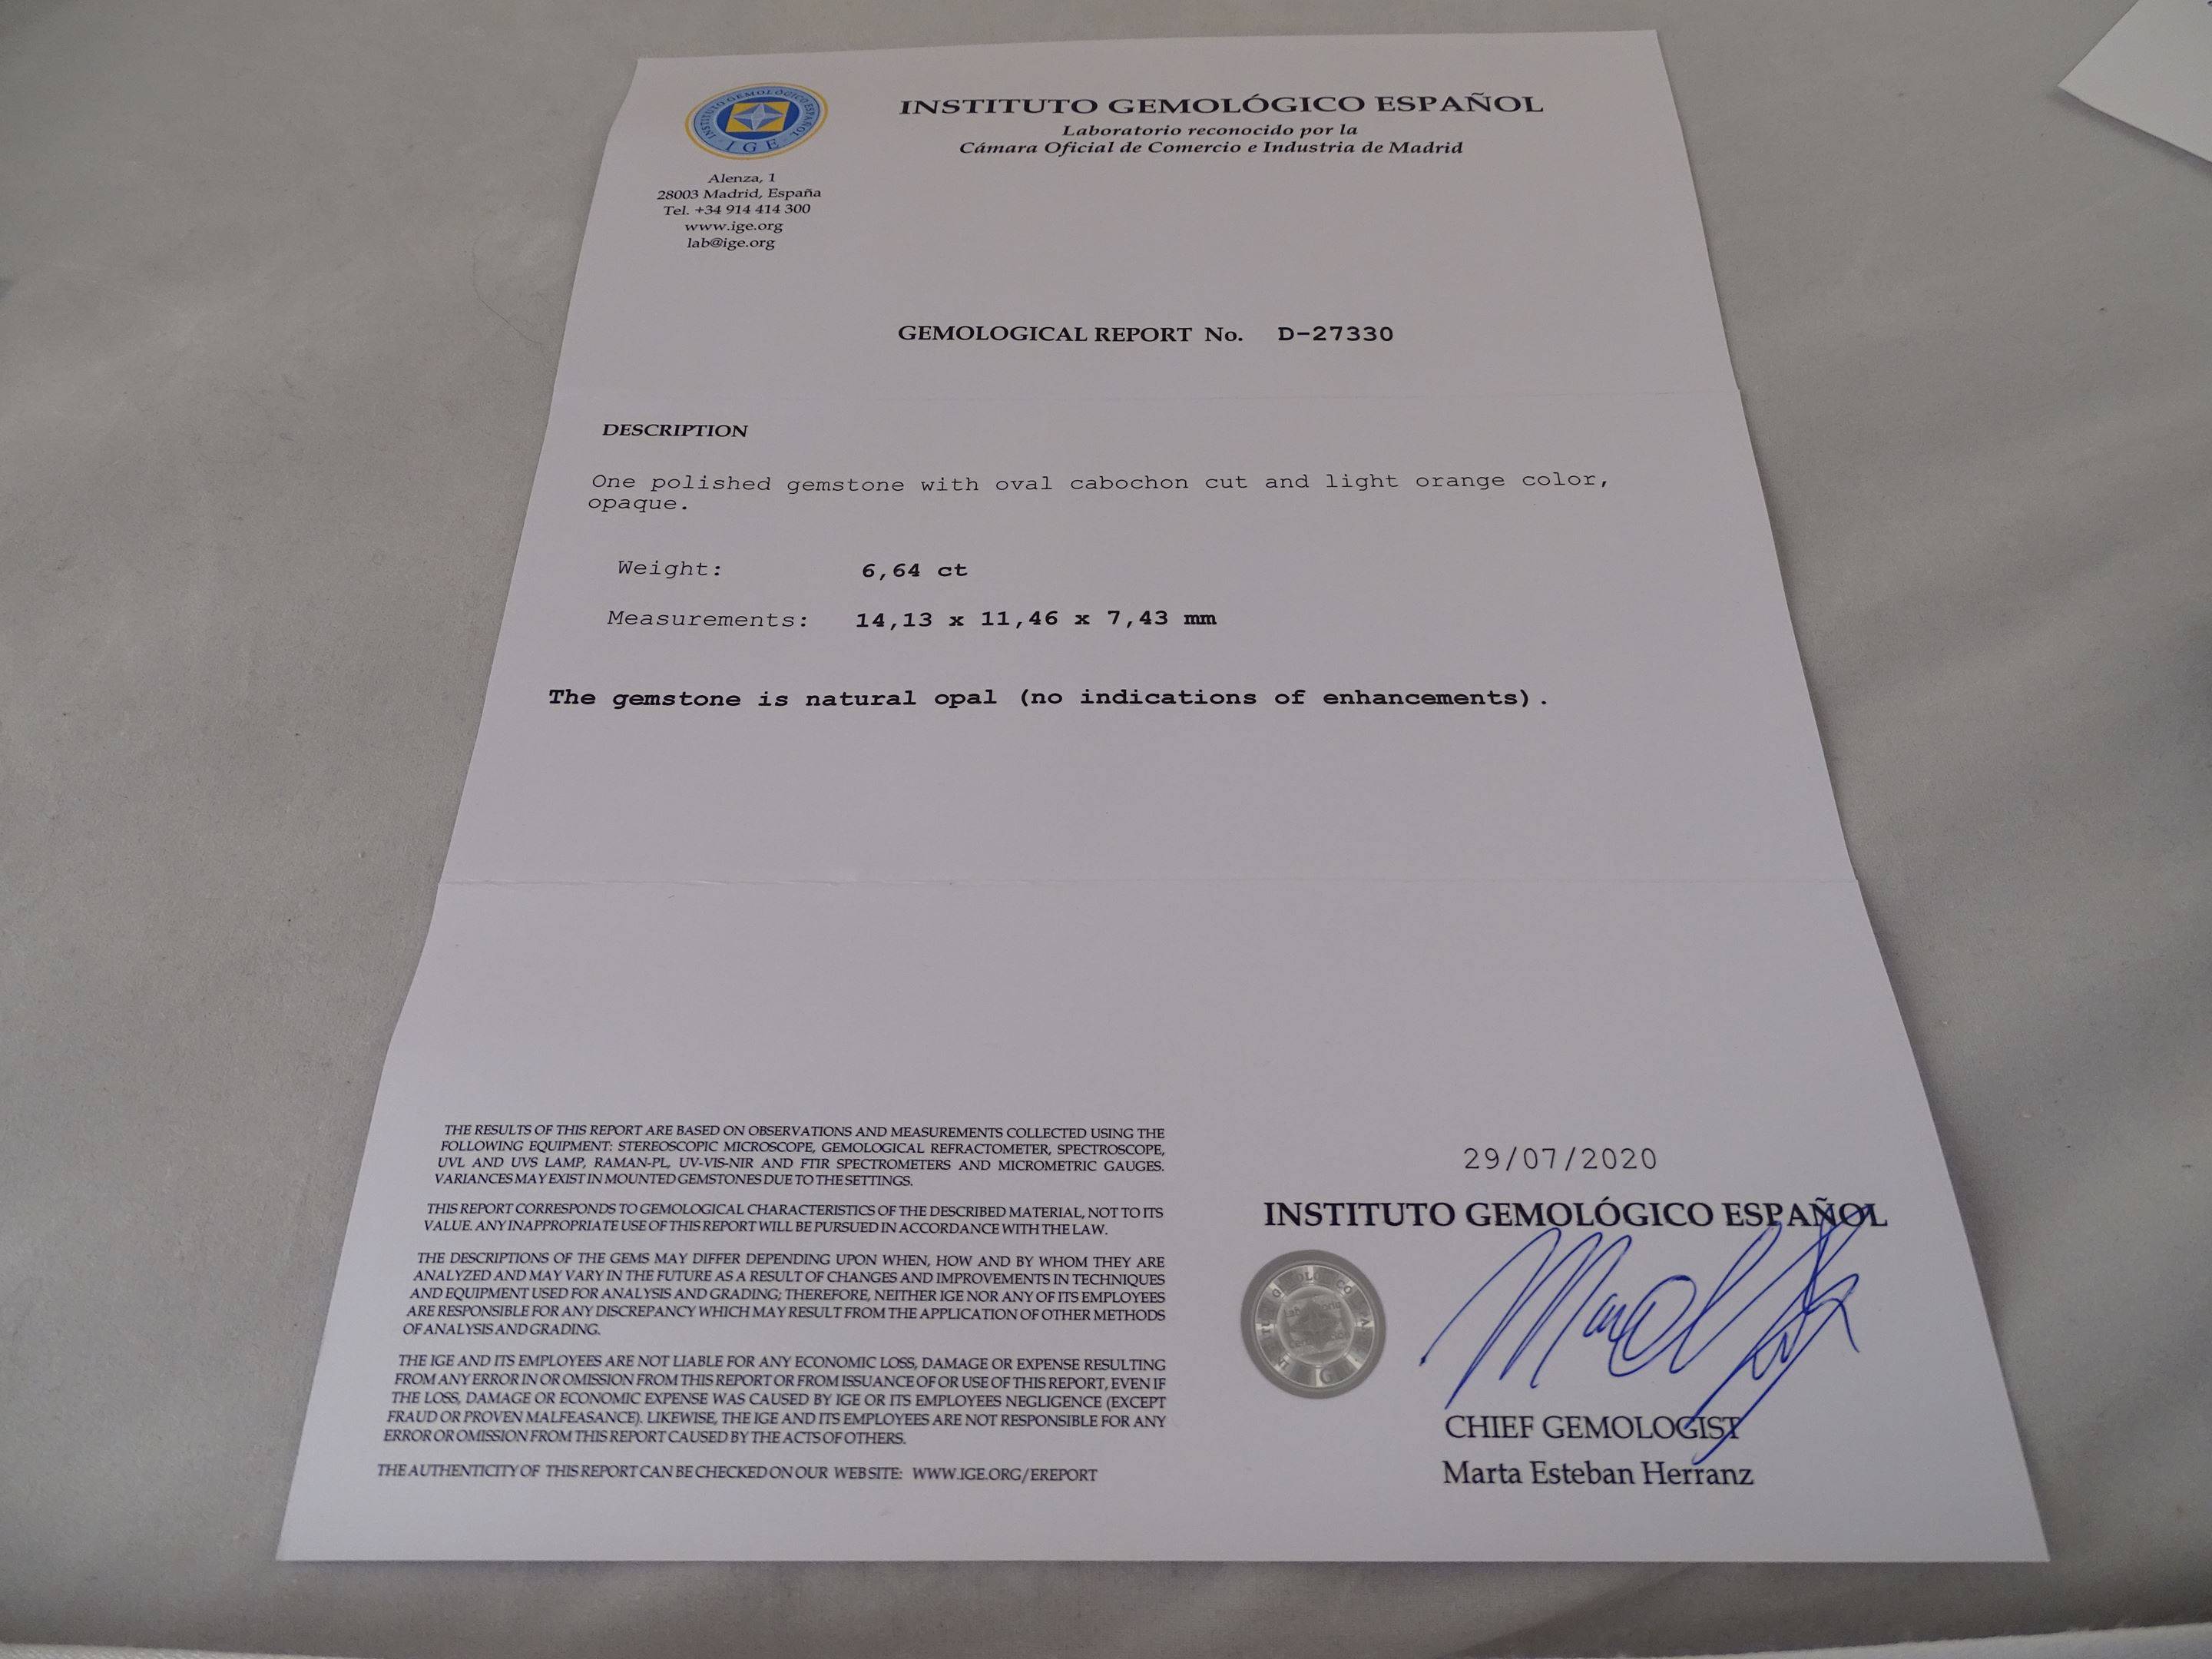 INSTITUTO GEMOLÓGICO ESPAÑOL
IGE
INSTITUTO GEMOLÓGICO ESPAÑOL
Laboratorio reconocido por la
Cámara Oficial de Comercio e Industria de Madrid
Alenza, 1
28003 Madrid, España
Tel. +34 914 414 300
www.ige.org
lab@ige.org
GEMOLOGICAL REPORT No. D-27330
DESCRIPTION
One polished gemstone with oval cabochon cut and light orange color,
opaque.
Weight: 6,64 ct
Measurements: 14,13 x 11,46 x 7,43 mm
The gemstone is natural opal (no indications of enhancements).
THE RESULTS OF THIS REPORT ARE BASED ON OBSERVATIONS AND MEASUREMENTS COLLECTED USING THE
FOLLOWING EQUIPMENT: STEREOSCOPIC MICROSCOPE, GEMOLOGICAL REFRACTOMETER, SPECTROSCOPE,
UVL AND UVS LAMP, RAMAN-PL, UV-VIS-NIR AND FTIR SPECTROMETERS AND MICROMETRIC GAUGES.
VARIANCES MAY EXIST IN MOUNTED GEMSTONES DUE TO THE SETTINGS.
THIS REPORT CORRESPONDS TO GEMOLOGICAL CHARACTERISTICS OF THE DESCRIBED MATERIAL, NOT TO ITS
VALUE. ANY INAPPROPRIATE USE OF THIS REPORT WILL BE PURSUED IN ACCORDANCE WITH THE LAW.
THE DESCRIPTIONS OF THE GEMS MAY DIFFER DEPENDING UPON WHEN, HOW AND BY WHOM THEY ARE
ANALYZED AND MAY VARY IN THE FUTURE AS A RESULT OF CHANGES AND IMPROVEMENTS IN TECHNIQUES
AND EQUIPMENT USED FOR ANALYSIS AND GRADING; THEREFORE, NEITHER IGE NOR ANY OF ITS EMPLOYEES
ARE RESPONSIBLE FOR ANY DISCREPANCY WHICH MAY RESULT FROM THE APPLICATION OF OTHER METHODS
OF ANALYSIS AND GRADING.
THE IGE AND ITS EMPLOYEES ARE NOT LIABLE FOR ANY ECONOMIC LOSS, DAMAGE OR EXPENSE RESULTING
FROM ANY ERROR IN OR OMISSION FROM THIS REPORT OR FROM ISSUANCE OF OR USE OF THIS REPORT, EVEN IF
THE LOSS, DAMAGE OR ECONOMIC EXPENSE WAS CAUSED BY IGE OR ITS EMPLOYEES NEGLIGENCE (EXCEPT
FRAUD OR PROVEN MALFEASANCE). LIKEWISE, THE IGE AND ITS EMPLOYEES ARE NOT RESPONSIBLE FOR ANY
ERROR OR OMISSION FROM THIS REPORT CAUSED BY THE ACTS OF OTHERS.
THE AUTHENTICITY OF THIS REPORT CAN BE CHECKED ON OUR WEBSITE: WWW.IGE.ORG/EREPORT
29/07/2020
INSTITUTO GEMOLÓGICO ESPAÑOL
CHIEF GEMOLOGIST
Marta Esteban Herranz